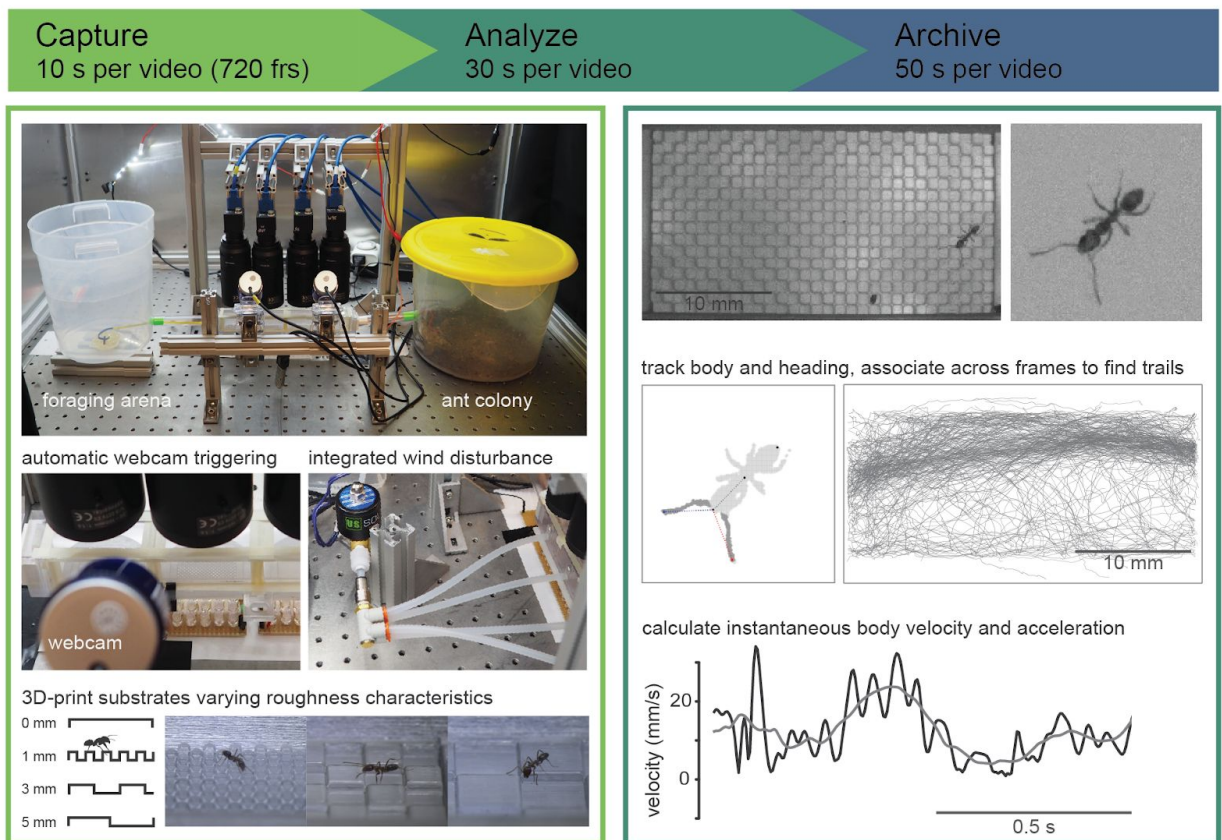 Capture
10 s per video (720 frs)
Analyze
30 s per video
Archive
50 s per video
foraging arena
ant colony
automatic webcam triggering
integrated wind disturbance
webcam
3D-print substrates varying roughness characteristics
0 mm
1 mm
3 mm
5 mm
10 mm
track body and heading, associate across frames to find trails
10 mm
calculate instantaneous body velocity and acceleration
velocity (mm/s)
20
0
0.5 s